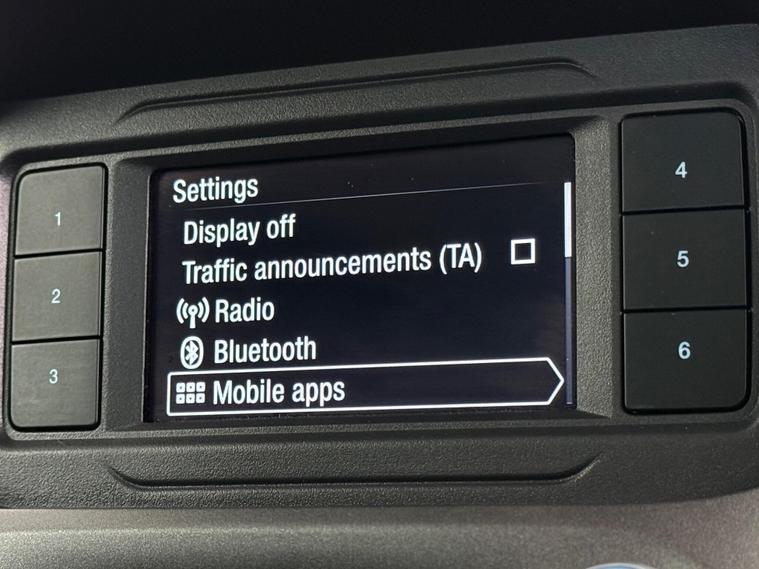 Settings
Display off
Traffic announcements (TA)
Radio
Bluetooth
Mobile apps
1
2
3
4
5
6